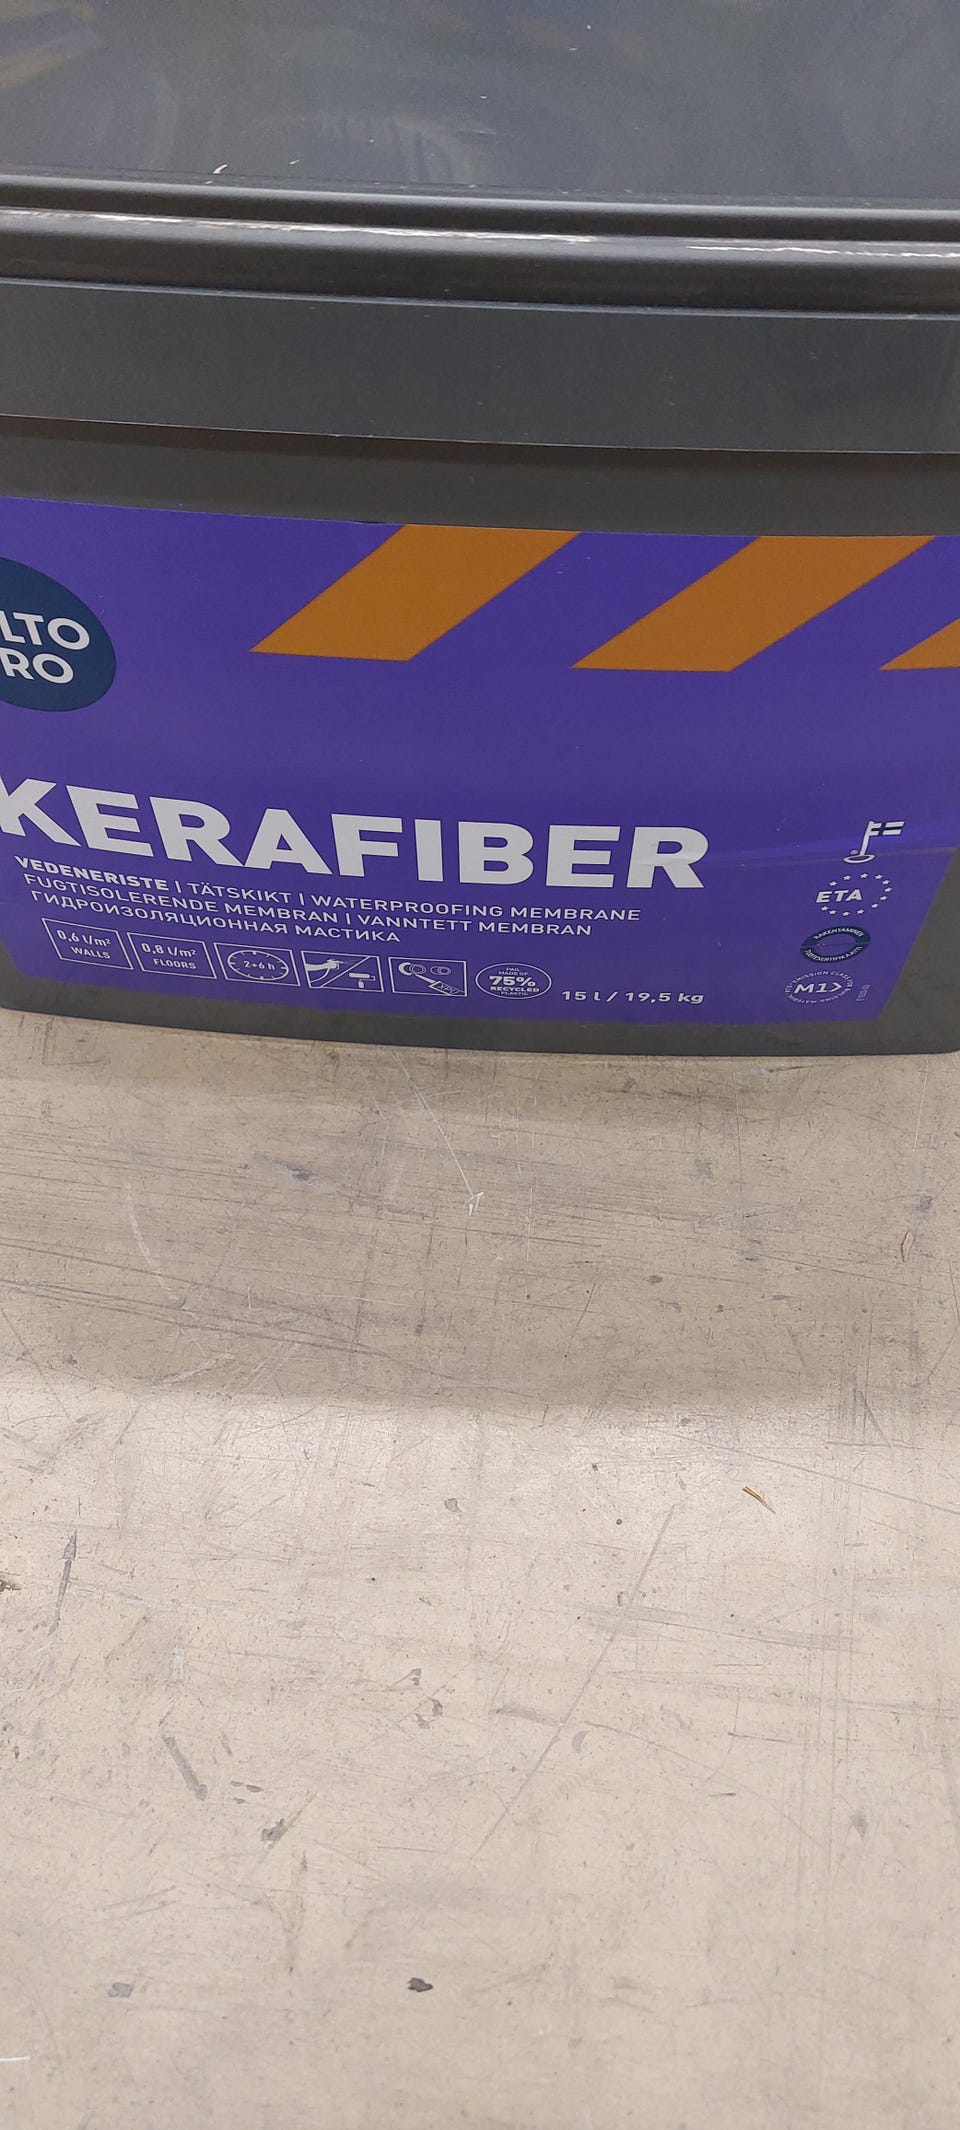 LTO
RO
KERAFIBER
VEDENERISTE | TÄTSKIKT | WATERPROOFING MEMBRANE
FUGTISOLERENDE MEMBRAN | VANNTETT MEMBRAN
ГИДРОИЗОЛЯЦИОННАЯ МАСТИКА
0,6 l/m²
WALLS
0,8 l/m²
FLOORS
2+6 h
PAIL
MADE OF
75%
RECYCLED
PLASTIC
15 l / 19,5 kg
ETA
M1